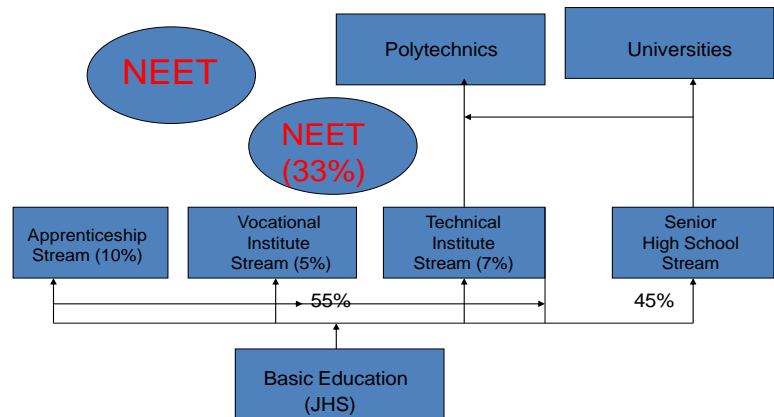 NEET
Polytechnics
Universities
NEET
(33%)
Apprenticeship
Stream (10%)
Vocational
Institute
Stream (5%)
Technical
Institute
Stream (7%)
Senior
High School
Stream
55%
45%
Basic Education
(JHS)